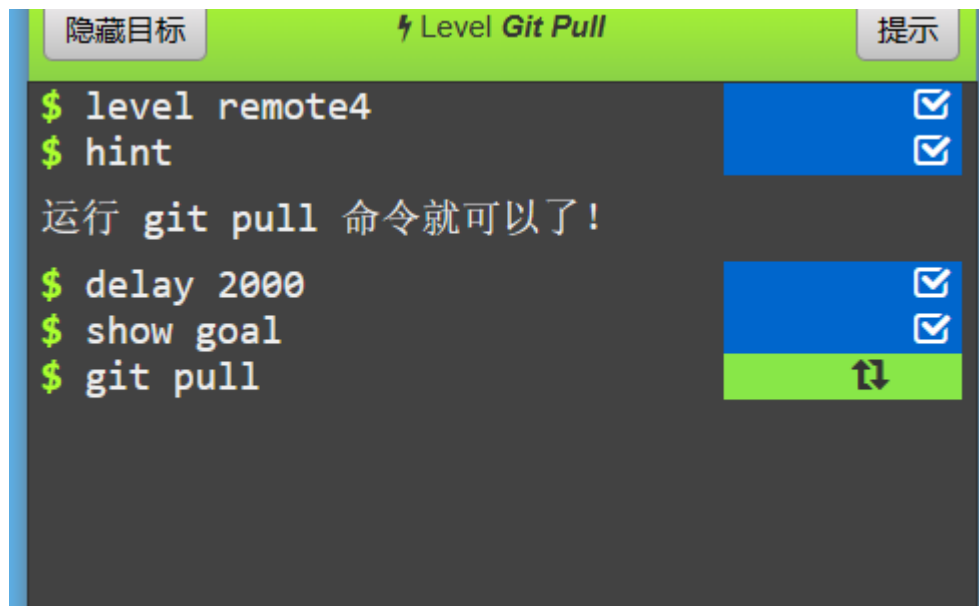 隐藏目标 Level Git Pull 提示
$ level remote4
$ hint
运行 git pull 命令就可以了!
$ delay 2000
$ show goal
$ git pull